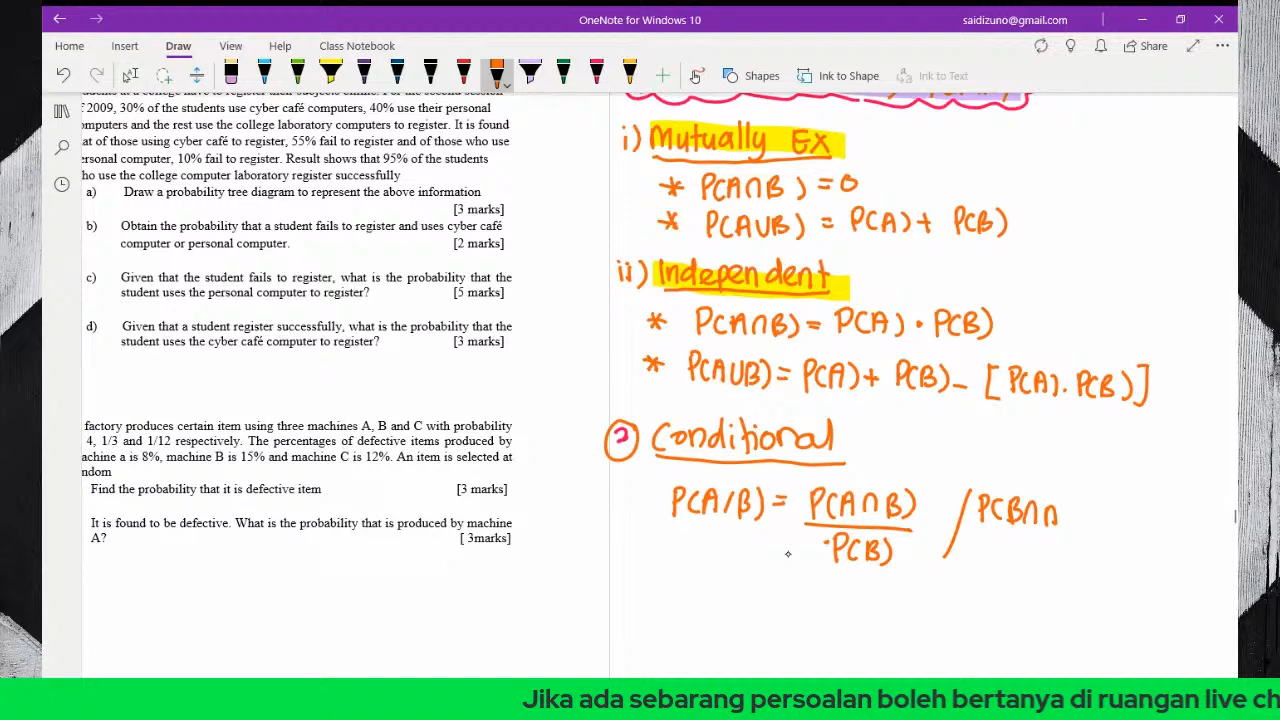 OneNote for Windows 10
saidizuno@gmail.com
Home Insert Draw View Help Class Notebook
Share
Shapes Ink to Shape Ink to Text
f 2009, 30% of the students use cyber café computers, 40% use their personal
omputers and the rest use the college laboratory computers to register. It is found
at of those using cyber café to register, 55% fail to register and of those who use
ersonal computer, 10% fail to register. Result shows that 95% of the students
ho use the college computer laboratory register successfully
a) Draw a probability tree diagram to represent the above information
[3 marks]
b) Obtain the probability that a student fails to register and uses cyber café
computer or personal computer. [2 marks]
c) Given that the student fails to register, what is the probability that the
student uses the personal computer to register? [5 marks]
d) Given that a student register successfully, what is the probability that the
student uses the cyber café computer to register? [3 marks]
factory produces certain item using three machines A, B and C with probability
4, 1/3 and 1/12 respectively. The percentages of defective items produced by
achine a is 8%, machine B is 15% and machine C is 12%. An item is selected at
ndom
Find the probability that it is defective item [3 marks]
It is found to be defective. What is the probability that is produced by machine
A? [ 3marks]
i) Mutually Ex
* P(A∩B) = 0
* P(A∪B) = P(A) + P(B)
ii) Independent
* P(A∩B) = P(A) · P(B)
* P(A∪B) = P(A) + P(B) - [P(A). P(B)]
Conditional
P(A/B) = P(A∩B) / P(B∩A
P(B)
Jika ada sebarang persoalan boleh bertanya di ruangan live ch